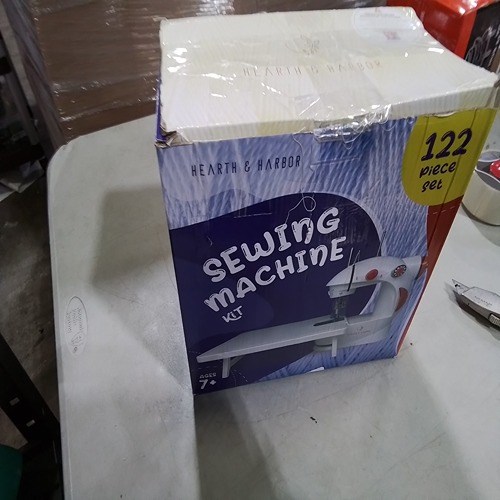 HEARTH & HARBOR
HEARTH & HARBOR
122
piece
set
SEWING
MACHINE
KIT
AGES
7+